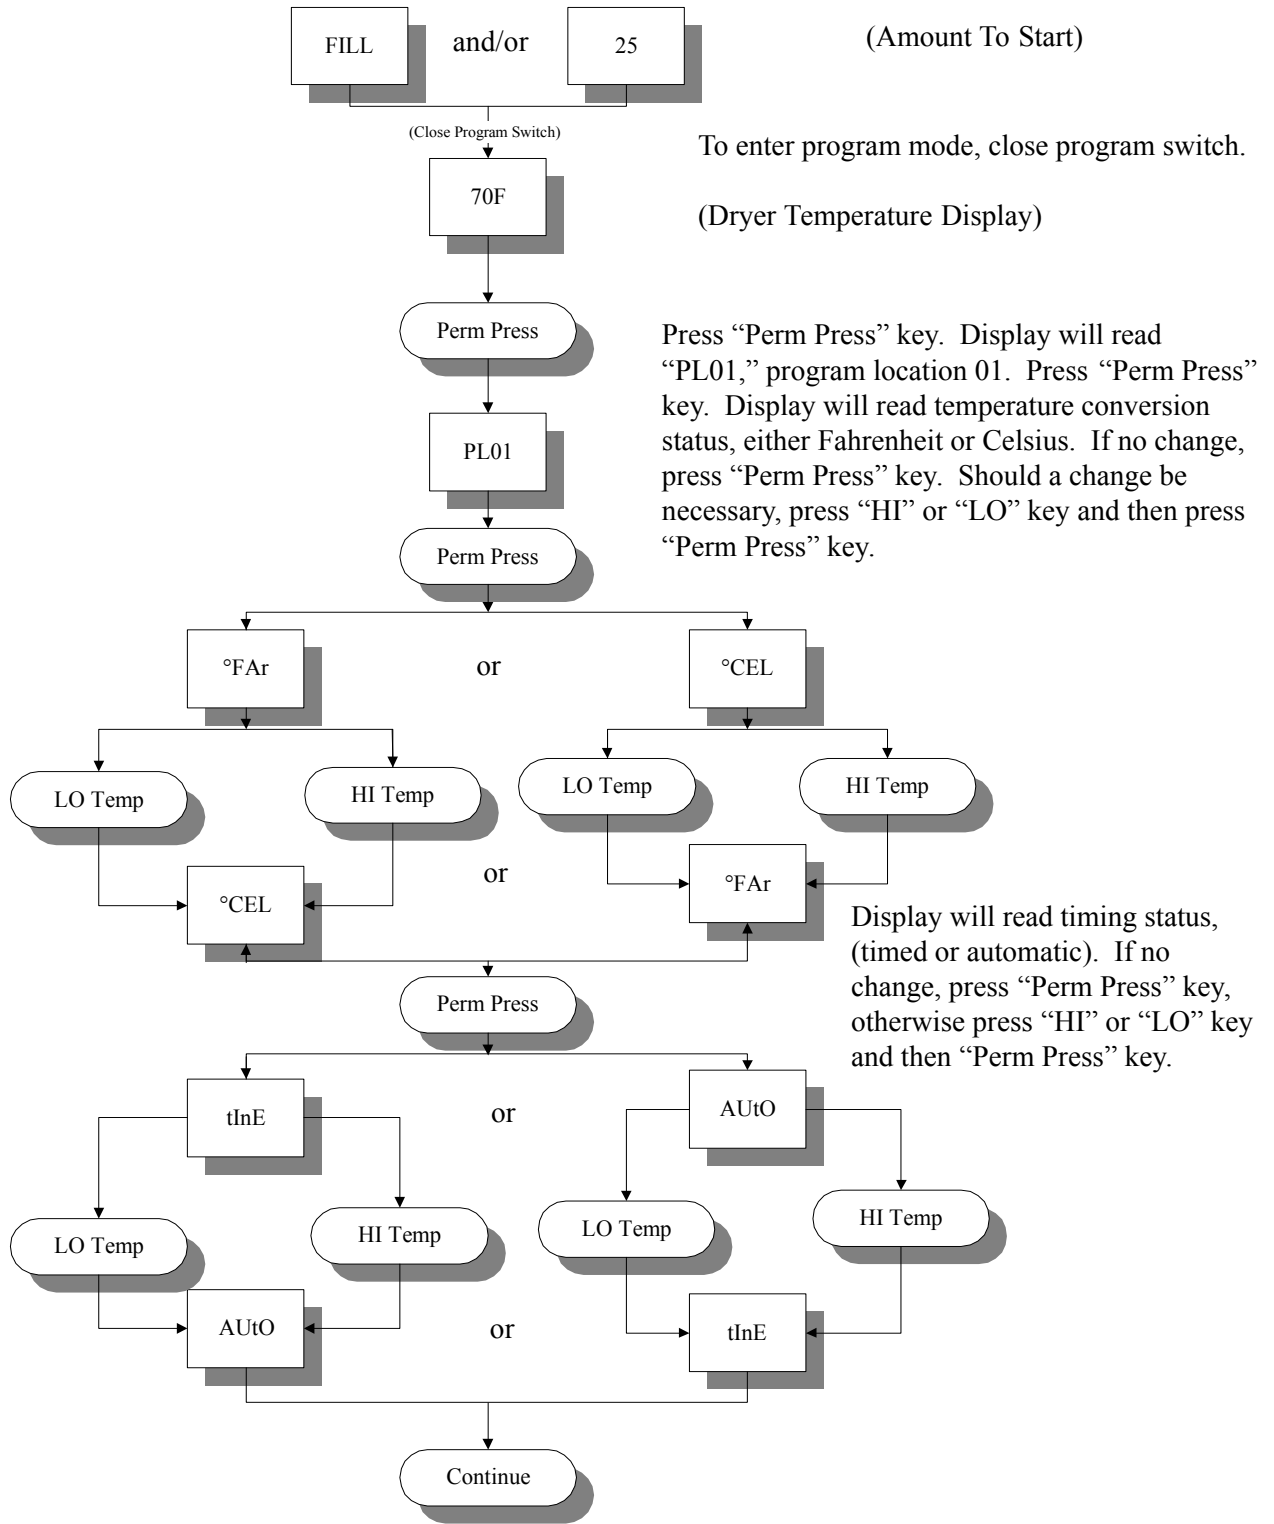 FILL
and/or
25
(Amount To Start)
(Close Program Switch)
To enter program mode, close program switch.
70F
(Dryer Temperature Display)
Perm Press
Press “Perm Press” key.  Display will read
“PL01,” program location 01.  Press “Perm Press”
key.  Display will read temperature conversion
status, either Fahrenheit or Celsius.  If no change,
press “Perm Press” key.  Should a change be
necessary, press “HI” or “LO” key and then press
“Perm Press” key.
PL01
Perm Press
°FAr
or
°CEL
LO Temp
HI Temp
LO Temp
HI Temp
°CEL
or
°FAr
Display will read timing status,
(timed or automatic).  If no
change, press “Perm Press” key,
otherwise press “HI” or “LO” key
and then “Perm Press” key.
Perm Press
tInE
or
AUtO
LO Temp
HI Temp
LO Temp
HI Temp
AUtO
or
tInE
Continue